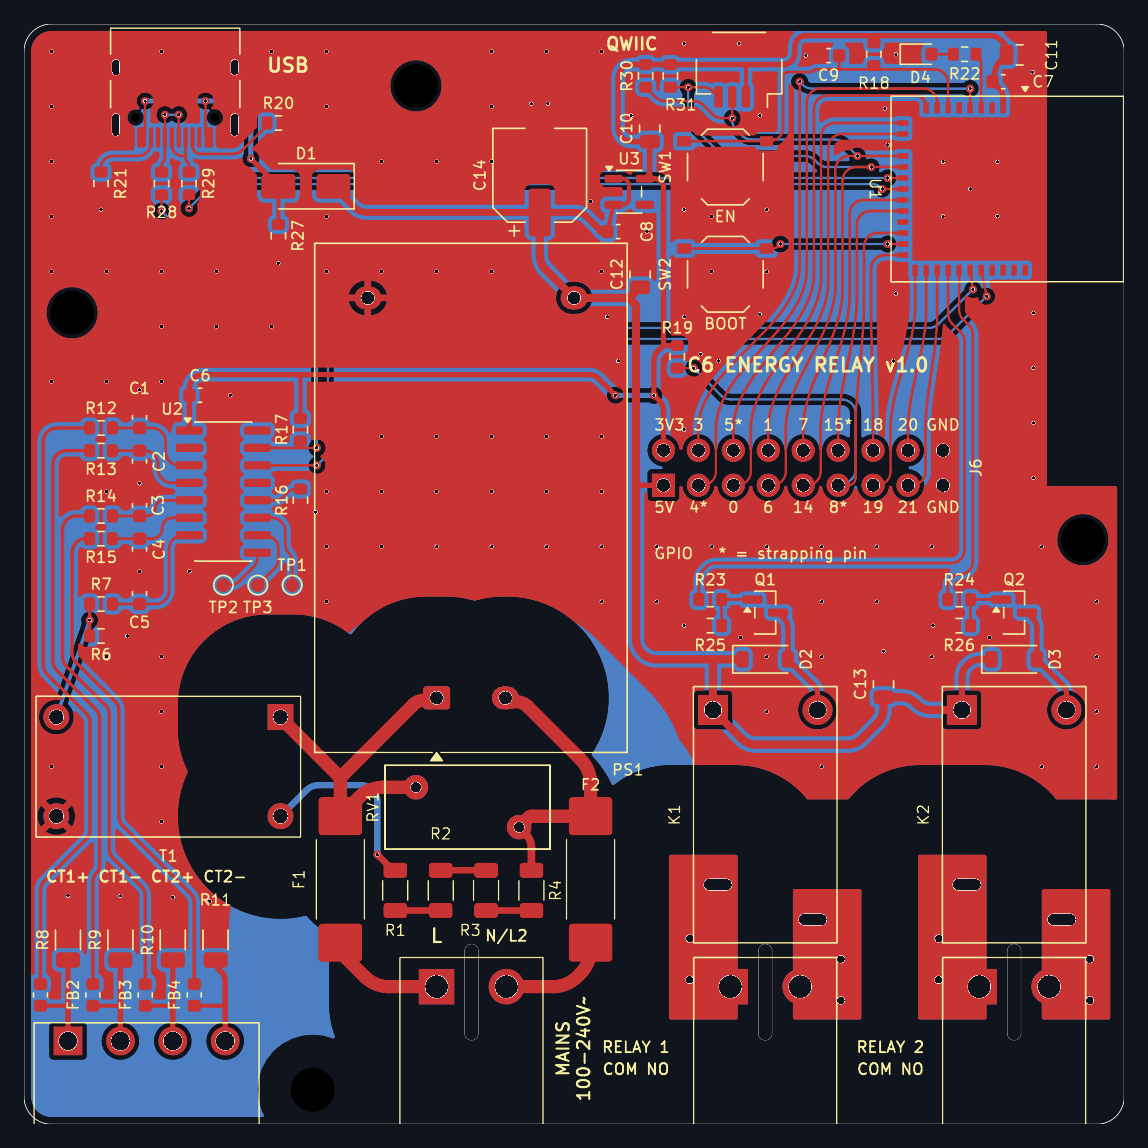 QWIIC
USB
R20
R30
R31
C9
R18
D4
R22
C11
C7
D1
R21
R28
R29
C14
+
C10
U3
SW1
U1
EN
R27
C8
C12
SW2
BOOT
R19
C6 ENERGY RELAY v1.0
C6
C1
U2
R12
R17
R13
C2
3V3 3 5* 1 7 15* 18 20 GND
J6
5V 4* 0 6 14 8* 19 21 GND
R14
C3
R16
R15
C4
GPIO * = strapping pin
TP1
R7
TP2 TP3
C5
R6
R23
Q1
R24
Q2
R25
R26
D2
D3
C13
PS1
F2
RV1
R2
K1
K2
T1
CT1+ CT1- CT2+ CT2-
F1
R4
R11
R8
R9
R10
R1
L
R3
N/L2
FB2
FB3
FB4
MAINS
100-240V~
RELAY 1
COM NO
RELAY 2
COM NO